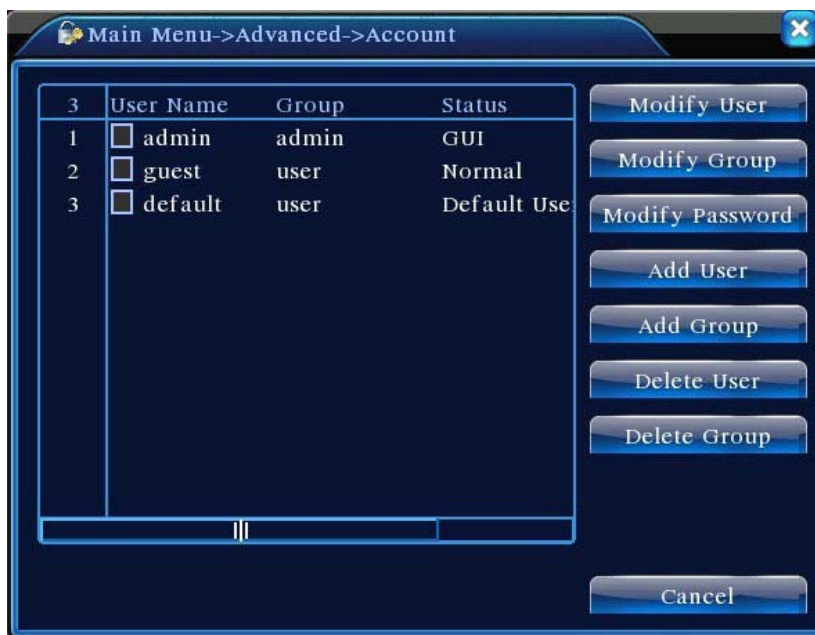 Main Menu->Advanced->Account
3 User Name Group Status
1 admin admin GUI
2 guest user Normal
3 default user Default Use
Modify User
Modify Group
Modify Password
Add User
Add Group
Delete User
Delete Group
Cancel